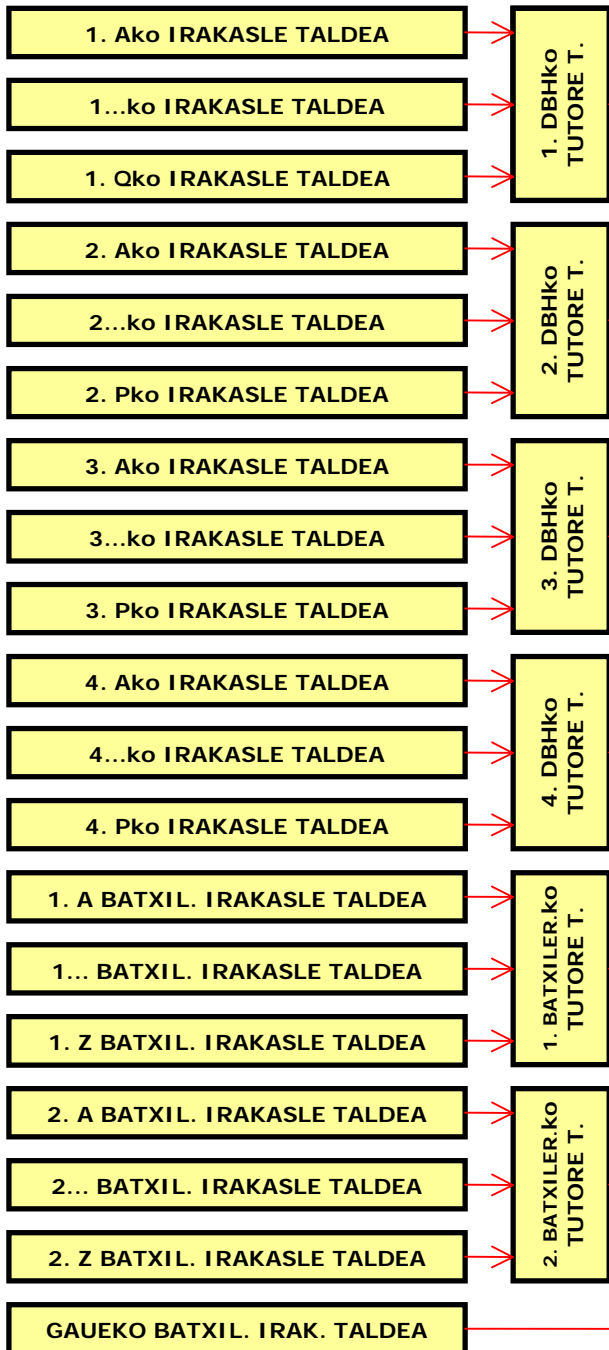 1. Ako IRAKASLE TALDEA
1...ko IRAKASLE TALDEA
1. Qko IRAKASLE TALDEA
1. DBHko
TUTORE T.
2. Ako IRAKASLE TALDEA
2...ko IRAKASLE TALDEA
2. Pko IRAKASLE TALDEA
2. DBHko
TUTORE T.
3. Ako IRAKASLE TALDEA
3...ko IRAKASLE TALDEA
3. Pko IRAKASLE TALDEA
3. DBHko
TUTORE T.
4. Ako IRAKASLE TALDEA
4...ko IRAKASLE TALDEA
4. Pko IRAKASLE TALDEA
4. DBHko
TUTORE T.
1. A BATXIL. IRAKASLE TALDEA
1... BATXIL. IRAKASLE TALDEA
1. Z BATXIL. IRAKASLE TALDEA
1. BATXILER.ko
TUTORE T.
2. A BATXIL. IRAKASLE TALDEA
2... BATXIL. IRAKASLE TALDEA
2. Z BATXIL. IRAKASLE TALDEA
2. BATXILER.ko
TUTORE T.
GAUEKO BATXIL. IRAK. TALDEA